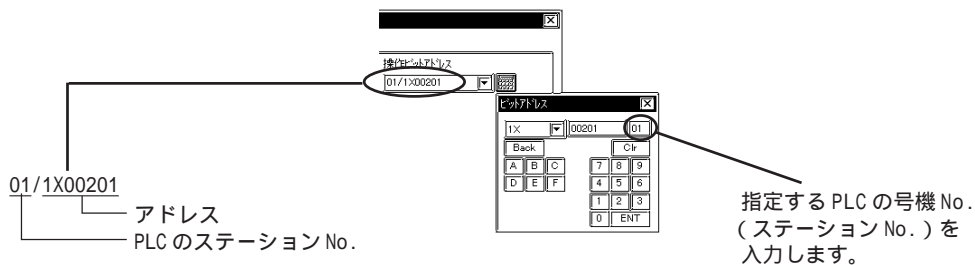 操作ビットアドレス
01/1X00201
ビットアドレス
1X 00201 01
Back Clr
A B C 7 8 9
D E F 4 5 6
1 2 3
0 ENT
01/1X00201
アドレス
PLC のステーション No.
指定する PLC の号機 No.
(ステーション No.)を
入力します。